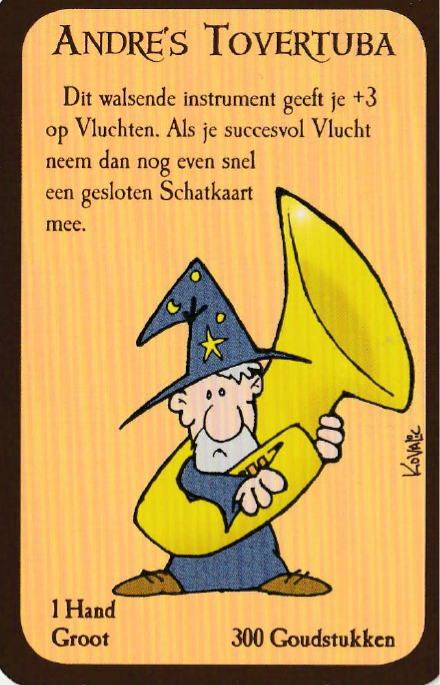 ANDRE'S TOVERTUBA
Dit walsende instrument geeft je +3
op Vluchten. Als je succesvol Vlucht
neem dan nog even snel
een gesloten Schatkaart
mee.
KOVALIC
1 Hand
Groot
300 Goudstukken